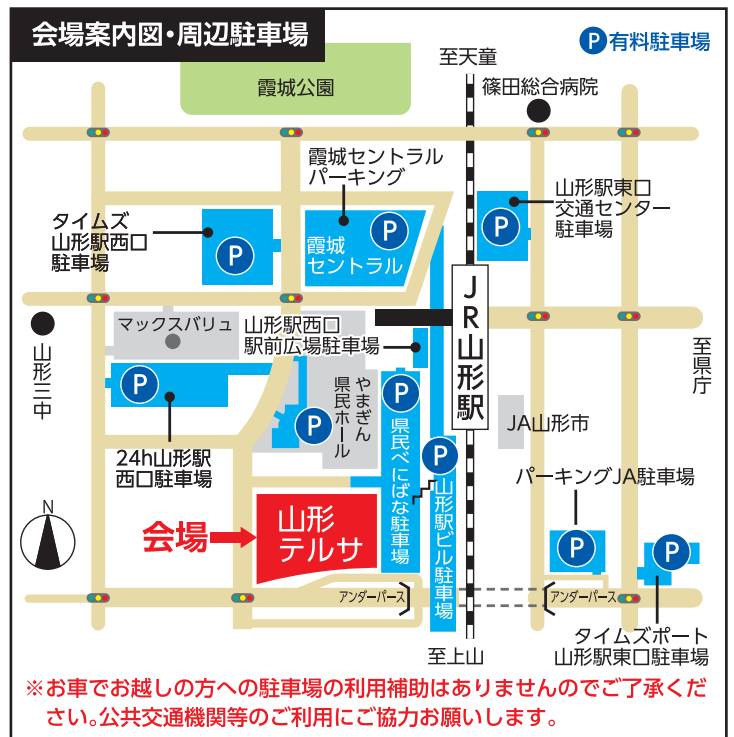 会場案内図・周辺駐車場
P有料駐車場
至天童
霞城公園
篠田総合病院
霞城セントラル
パーキング
山形駅東口
交通センター
駐車場
タイムズ
山形駅西口
駐車場
P
P
P
霞城
セントラル
JR山形駅
マックスバリュ
山形駅西口
駅前広場駐車場
山形三中
至県庁
P
P
P
やまぎん
県民ホール
県民べにばな駐車場
JA山形市
24h山形駅
西口駐車場
P
山形駅ビル駐車場
パーキングJA駐車場
N
会場
山形
テルサ
P
P
アンダーパース
アンダーパース
タイムズポート
山形駅東口駐車場
至上山
※お車でお越しの方への駐車場の利用補助はありませんのでご了承くだ
さい。公共交通機関等のご利用にご協力お願いします。